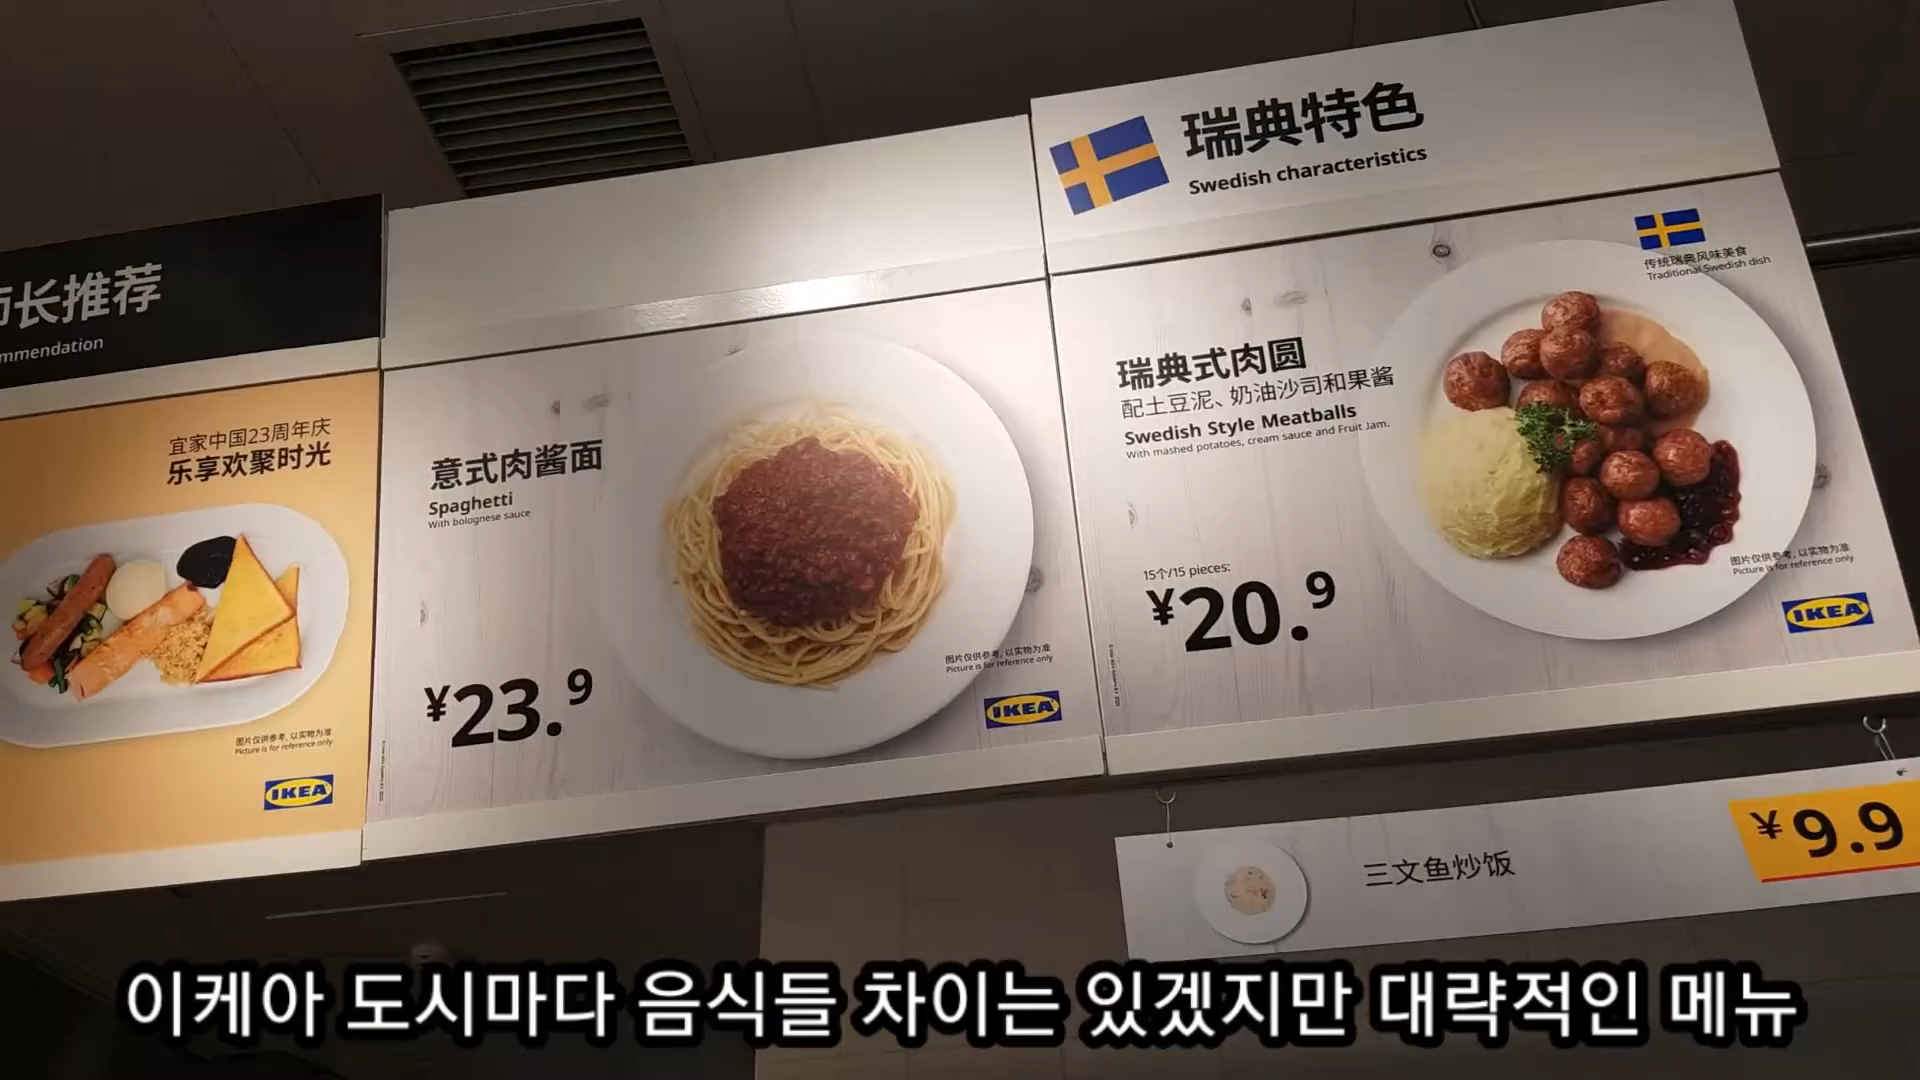 长推荐
mmendation
宜家中国23周年庆
乐享欢聚时光
图片仅供参考, 以实物为准
Picture is for reference only
IKEA
意式肉酱面
Spaghetti
With bolognese sauce
¥23.9
图片仅供参考, 以实物为准
Picture is for reference only
IKEA
瑞典特色
Swedish characteristics
传统瑞典风味美食
Traditional Swedish dish
瑞典式肉圆
配土豆泥、奶油沙司和果酱
Swedish Style Meatballs
With mashed potatoes, cream sauce and Fruit Jam.
15个/15 pieces:
¥20.9
图片仅供参考, 以实物为准
Picture is for reference only
IKEA
三文鱼炒饭
¥9.9
이케아 도시마다 음식들 차이는 있겠지만 대략적인 메뉴